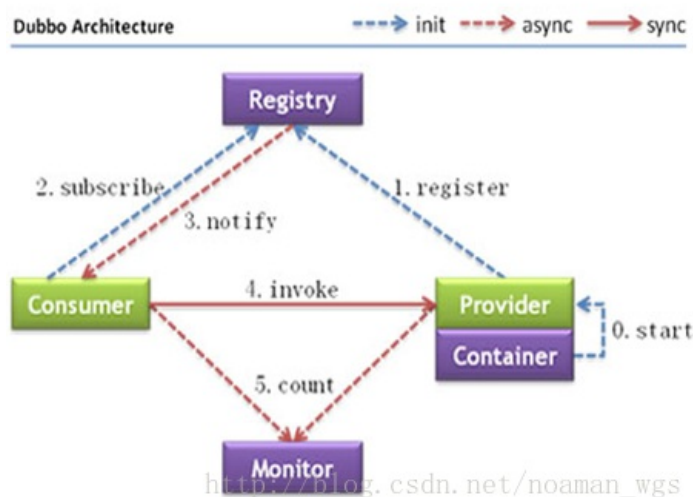 Dubbo Architecture
init
async
sync
Registry
2. subscribe
1. register
3. notify
Consumer
4. invoke
Provider
0. start
Container
5. count
Monitor
http://blog.csdn.net/noaman_wgs